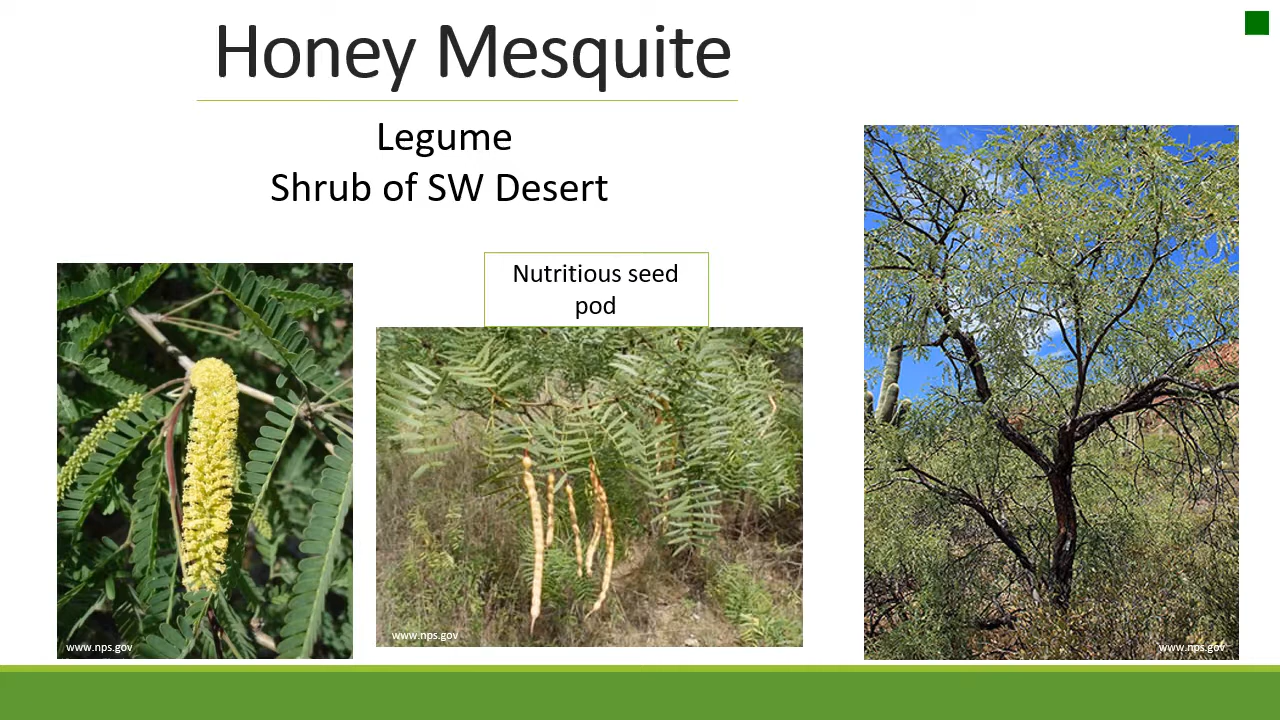 Honey Mesquite
Legume
Shrub of SW Desert
Nutritious seed
pod
www.nps.gov
www.nps.gov
www.nps.gov